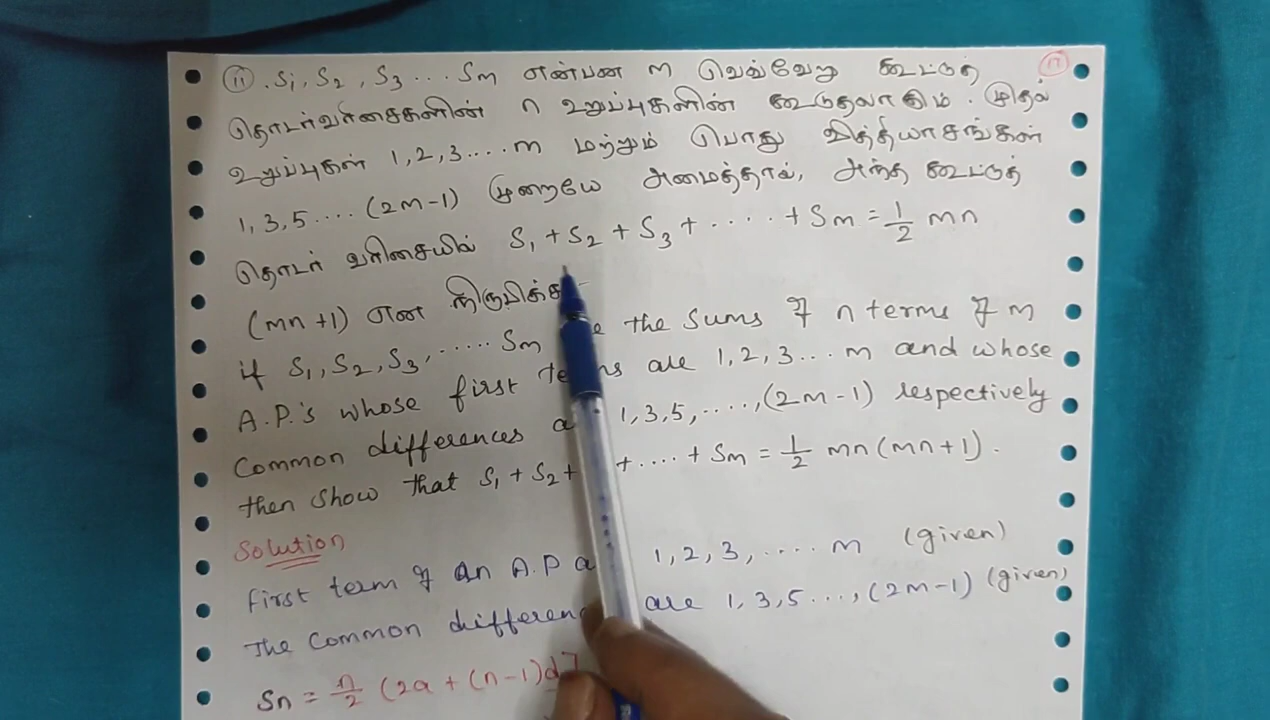 (11). S1, S2, S3 ... Sm என்பன m வெவ்வேறு கூட்டுத் (17)
தொடர்வரிசைகளின் n உறுப்புகளின் கூடுதலாகும். முதல்
உறுப்புகள் 1, 2, 3 .... m மற்றும் பொது வித்தியாசங்கள்
1, 3, 5 .... (2m-1) முறையே அமைத்தால், அந்த கூட்டுத்
தொடர் வரிசையில் S1 + S2 + S3 + ..... + Sm = 1/2 mn
(mn +1) என நிருபிக்க
if S1, S2, S3, ..... Sm the sums of n terms of m
A.P.'s whose first are 1, 2, 3 ... m and whose
Common differences 1, 3, 5, ...., (2m-1) respectively
then show that S1 + S2 + + .... + Sm = 1/2 mn (mn+1).
Solution
First term of an A.P 1, 2, 3, .... m (given)
The common are 1, 3, 5 ..., (2m-1) (given)
Sn = n/2 (2a + (n-1)d]